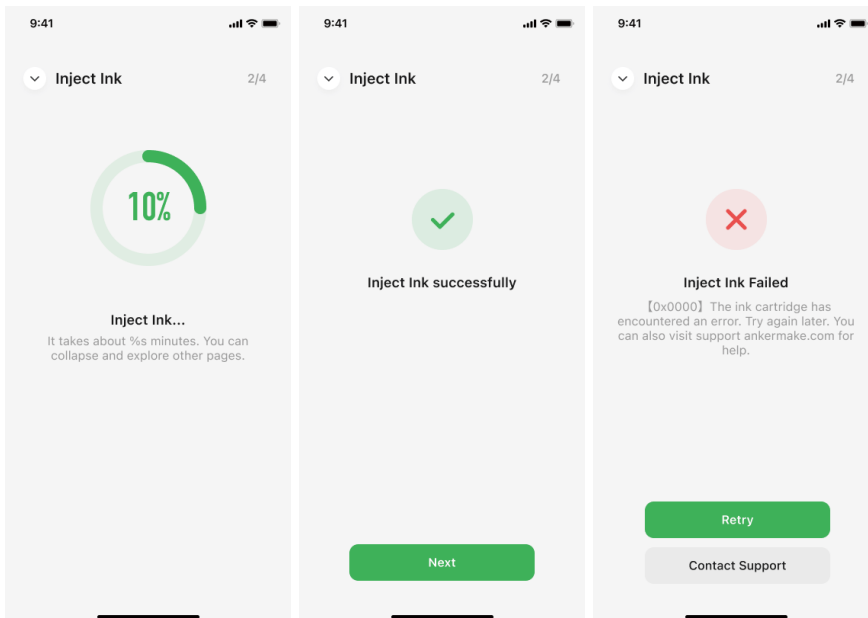 9:41
Inject Ink 2/4
10%
Inject Ink...
It takes about %s minutes. You can
collapse and explore other pages.
9:41
Inject Ink 2/4
Inject Ink successfully
Next
9:41
Inject Ink 2/4
Inject Ink Failed
【0x0000】The ink cartridge has
encountered an error. Try again later. You
can also visit support ankermake.com for
help.
Retry
Contact Support